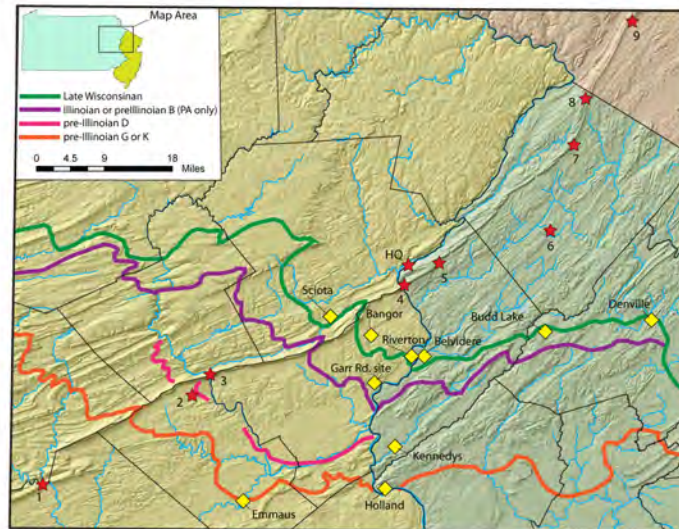 Map Area
Late Wisconsinan
Illinoian or preIllinoian B (PA only)
pre-Illinoian D
pre-Illinoian G or K
0 4.5 9 18
Miles
9
8
7
HQ
5
6
4
Sciota
Bangor
Budd Lake
Denville
Riverton
Belvidere
Garr Rd. site
3
2
Kennedys
1
Emmaus
Holland